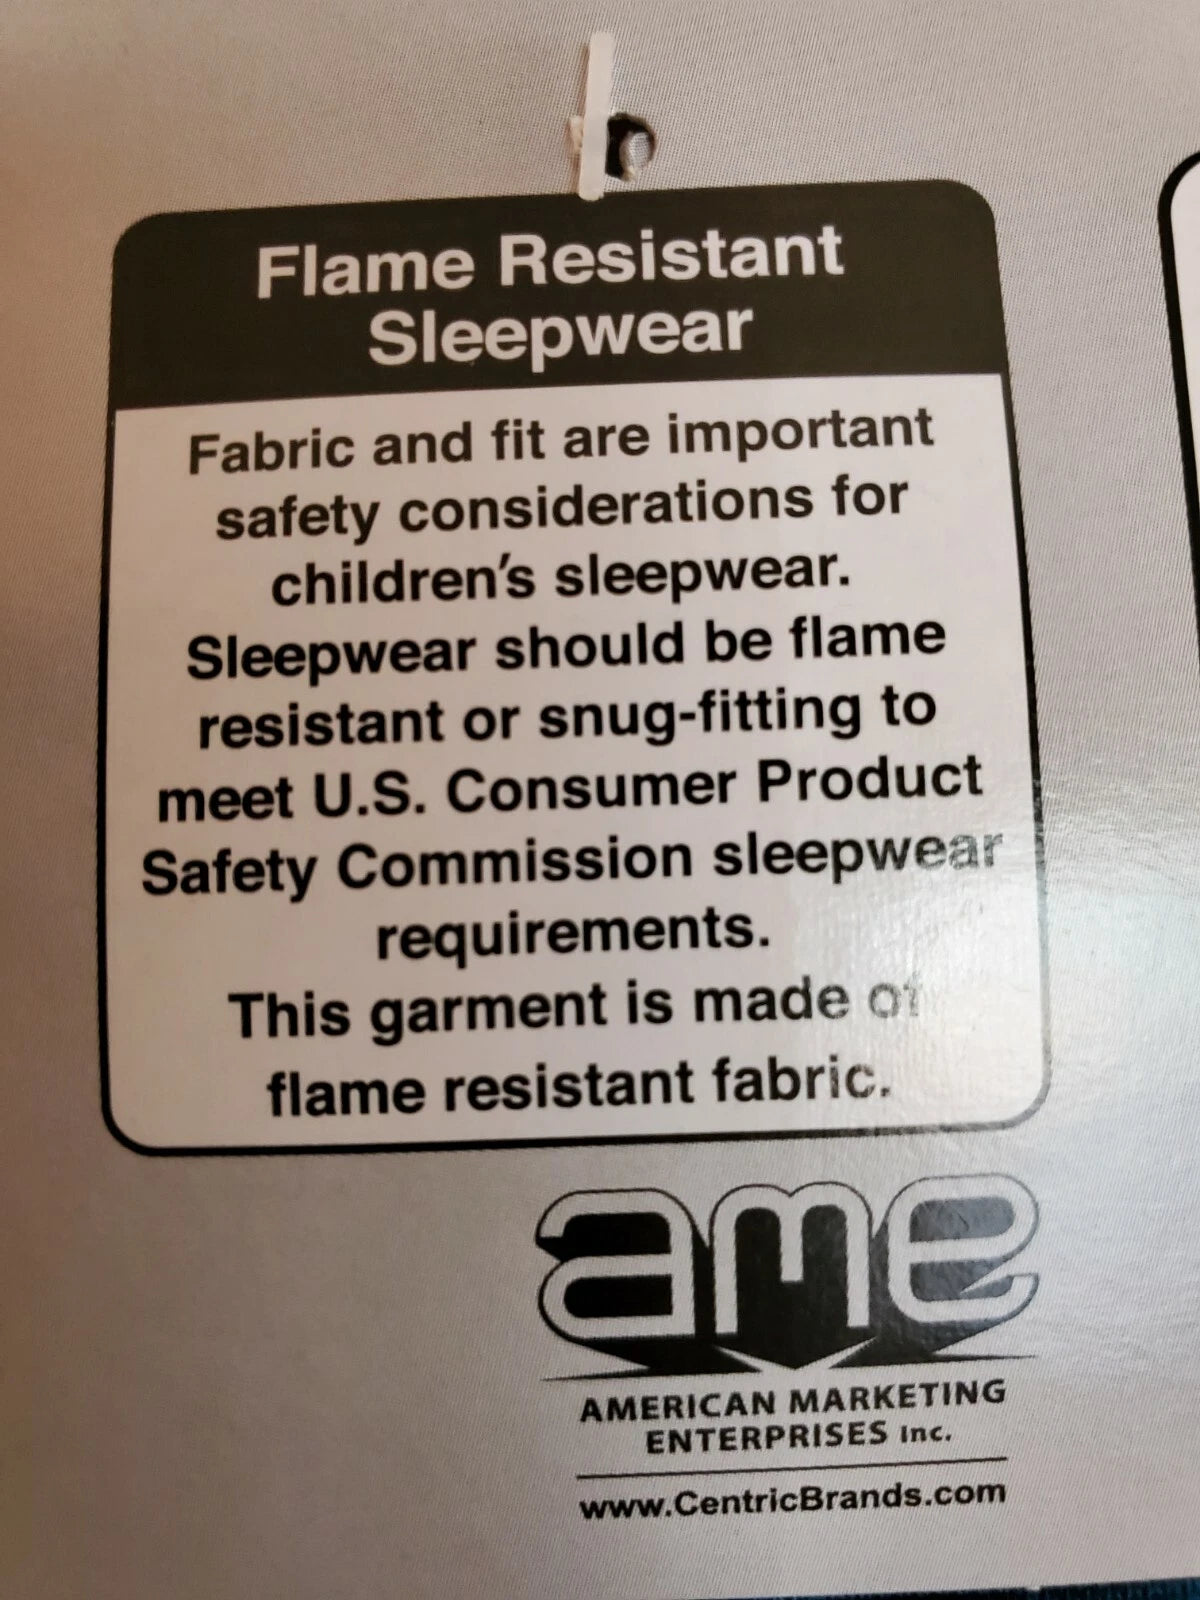 Flame Resistant
Sleepwear
Fabric and fit are important
safety considerations for
children's sleepwear.
Sleepwear should be flame
resistant or snug-fitting to
meet U.S. Consumer Product
Safety Commission sleepwear
requirements.
This garment is made of
flame resistant fabric.
ame
AMERICAN MARKETING
ENTERPRISES Inc.
www.CentricBrands.com